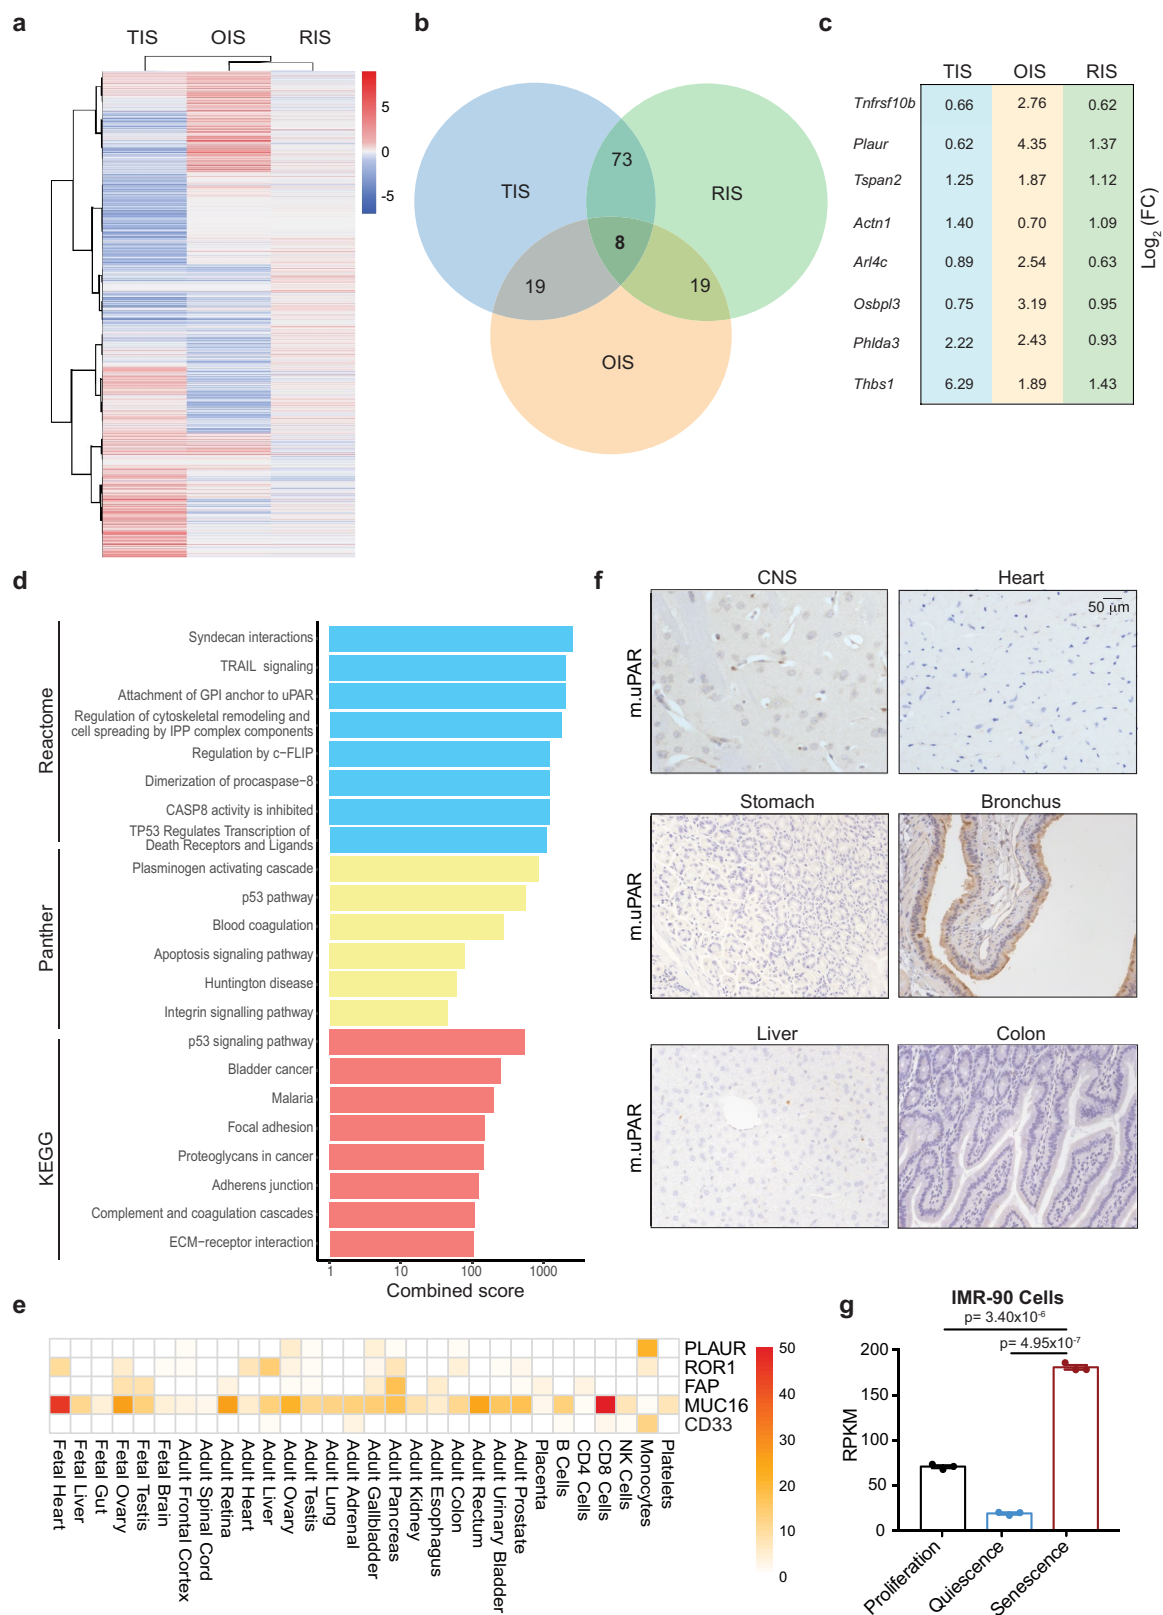 a
TIS OIS RIS
5
0
-5
b
TIS
73
RIS
8
19
19
OIS
c
TIS OIS RIS
Tnfrsf10b 0.66 2.76 0.62
Plaur 0.62 4.35 1.37
Tspan2 1.25 1.87 1.12
Actn1 1.40 0.70 1.09
Arl4c 0.89 2.54 0.63
Osbpl3 0.75 3.19 0.95
Phlda3 2.22 2.43 0.93
Thbs1 6.29 1.89 1.43
Log2 (FC)
d
Reactome
Syndecan interactions
TRAIL signaling
Attachment of GPI anchor to uPAR
Regulation of cytoskeletal remodeling and
cell spreading by IPP complex components
Regulation by c−FLIP
Dimerization of procaspase−8
CASP8 activity is inhibited
TP53 Regulates Transcription of
Death Receptors and Ligands
Panther
Plasminogen activating cascade
p53 pathway
Blood coagulation
Apoptosis signaling pathway
Huntington disease
Integrin signalling pathway
KEGG
p53 signaling pathway
Bladder cancer
Malaria
Focal adhesion
Proteoglycans in cancer
Adherens junction
Complement and coagulation cascades
ECM−receptor interaction
1 10 100 1000
Combined score
f
CNS Heart
50 μm
m.uPAR
Stomach Bronchus
m.uPAR
Liver Colon
m.uPAR
e
PLAUR
ROR1
FAP
MUC16
CD33
50
40
30
20
10
0
Fetal Heart
Fetal Liver
Fetal Gut
Fetal Ovary
Fetal Testis
Fetal Brain
Adult Frontal Cortex
Adult Spinal Cord
Adult Retina
Adult Heart
Adult Liver
Adult Ovary
Adult Testis
Adult Lung
Adult Adrenal
Adult Gallbladder
Adult Pancreas
Adult Kidney
Adult Esophagus
Adult Colon
Adult Rectum
Adult Urinary Bladder
Adult Prostate
Placenta
B Cells
CD4 Cells
CD8 Cells
NK Cells
Monocytes
Platelets
g
IMR-90 Cells
p= 3.40x10-6
p= 4.95x10-7
200
150
100
50
0
RPKM
Proliferation
Quiescence
Senescence